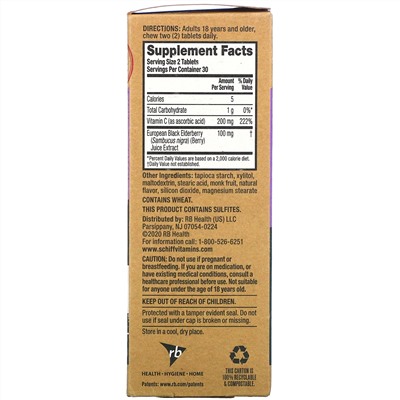 DIRECTIONS: Adults 18 years and older,
chew two (2) tablets daily.
Supplement Facts
Serving Size 2 Tablets
Servings Per Container 30
Amount Per Serving % Daily Value
Calories 5
Total Carbohydrate 1 g 0%*
Vitamin C (as ascorbic acid) 200 mg 222%
European Black Elderberry 100 mg †
(Sambucus nigra) (Berry)
Juice Extract
*Percent Daily Values are based on a 2,000 calorie diet.
†Daily Value not established.
Other Ingredients: tapioca starch, xylitol,
maltodextrin, stearic acid, monk fruit, natural
flavor, silicon dioxide, magnesium stearate
CONTAINS WHEAT.
THIS PRODUCT CONTAINS SULFITES.
Distributed by: RB Health (US) LLC
Parsippany, NJ 07054-0224
©2020 RB Health
For information call: 1-800-526-6251
www.schiffvitamins.com
CAUTION: Do not use if pregnant or
breastfeeding. If you are on medication, or
have existing medical conditions, consult a
healthcare professional before use. Not suitable
for anyone under the age of 18 years old.
KEEP OUT OF REACH OF CHILDREN.
Protected with a tamper evident seal. Do not
use if seal under cap is broken or missing.
Store in a cool, dry place.
rb
HEALTH • HYGIENE • HOME
Patents: www.rb.com/patents
THIS CARTON IS
100% RECYCLABLE
& COMPOSTABLE.